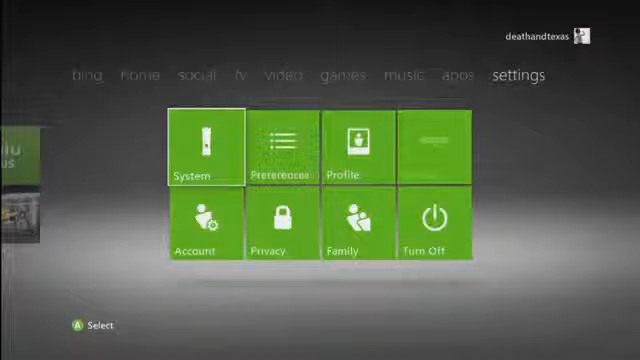 deathandtexas
bing home social tv video games music apps settings
System Preferences Profile
Account Privacy Family Turn Off
A Select